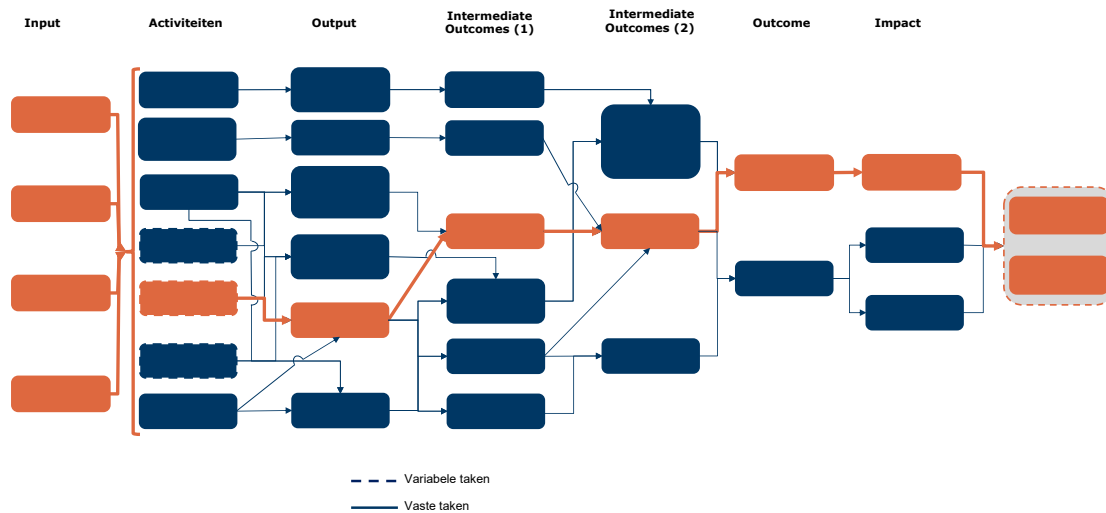 Input
Activiteiten
Output
Intermediate
Outcomes (1)
Intermediate
Outcomes (2)
Outcome
Impact
Variabele taken
Vaste taken